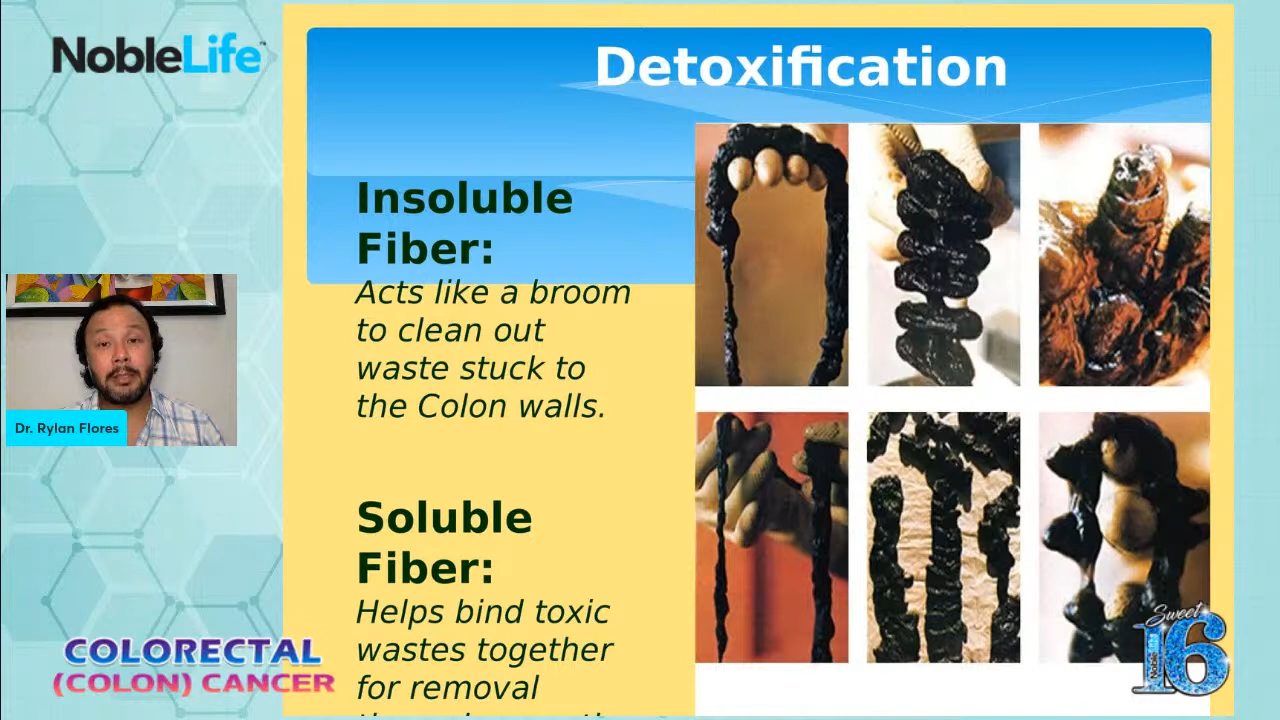 NobleLife™
Detoxification
Insoluble
Fiber:
Acts like a broom
to clean out
waste stuck to
the Colon walls.
Soluble
Fiber:
Helps bind toxic
wastes together
for removal
Dr. Rylan Flores
COLORECTAL
(COLON) CANCER
Sweet
16
NobleLife